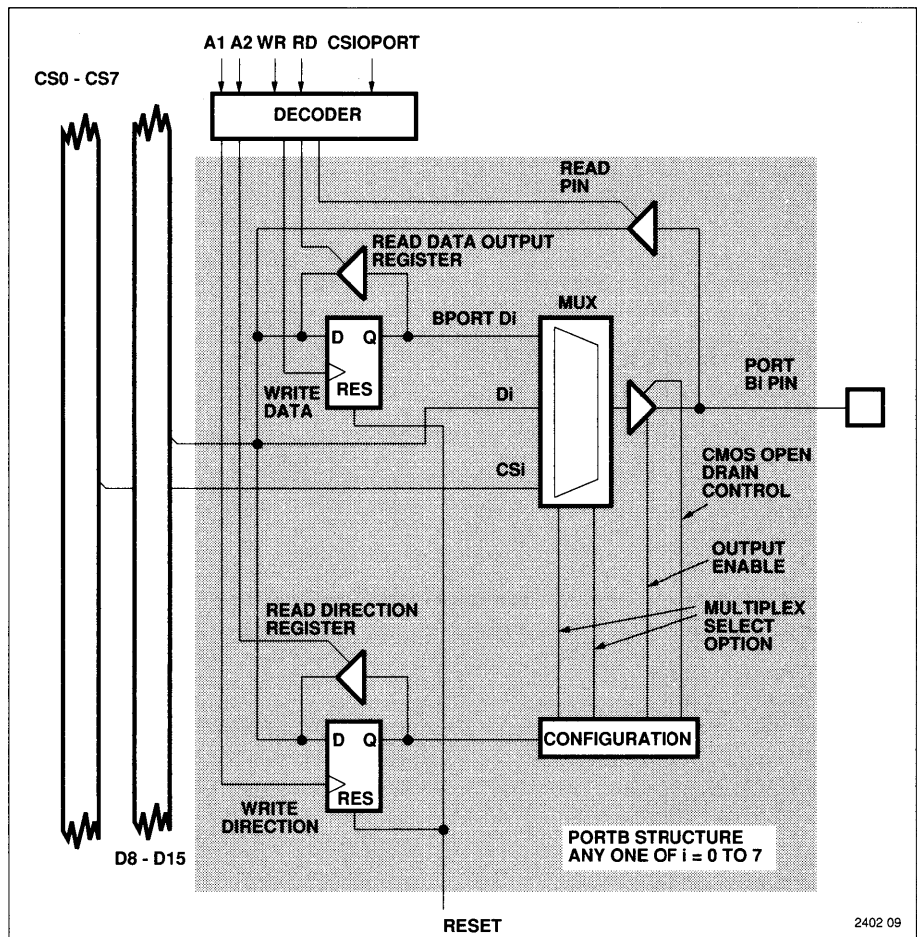 A1 A2 WR RD CSIOPORT
CS0 - CS7
DECODER
READ
PIN
READ DATA OUTPUT
REGISTER
MUX
BPORT Di
D Q
RES
WRITE
DATA
Di
PORT
Bi PIN
CSi
CMOS OPEN
DRAIN
CONTROL
OUTPUT
ENABLE
READ DIRECTION
REGISTER
MULTIPLEX
SELECT
OPTION
D Q
CONFIGURATION
RES
WRITE
DIRECTION
PORTB STRUCTURE
ANY ONE OF i = 0 TO 7
D8 - D15
RESET
2402 09